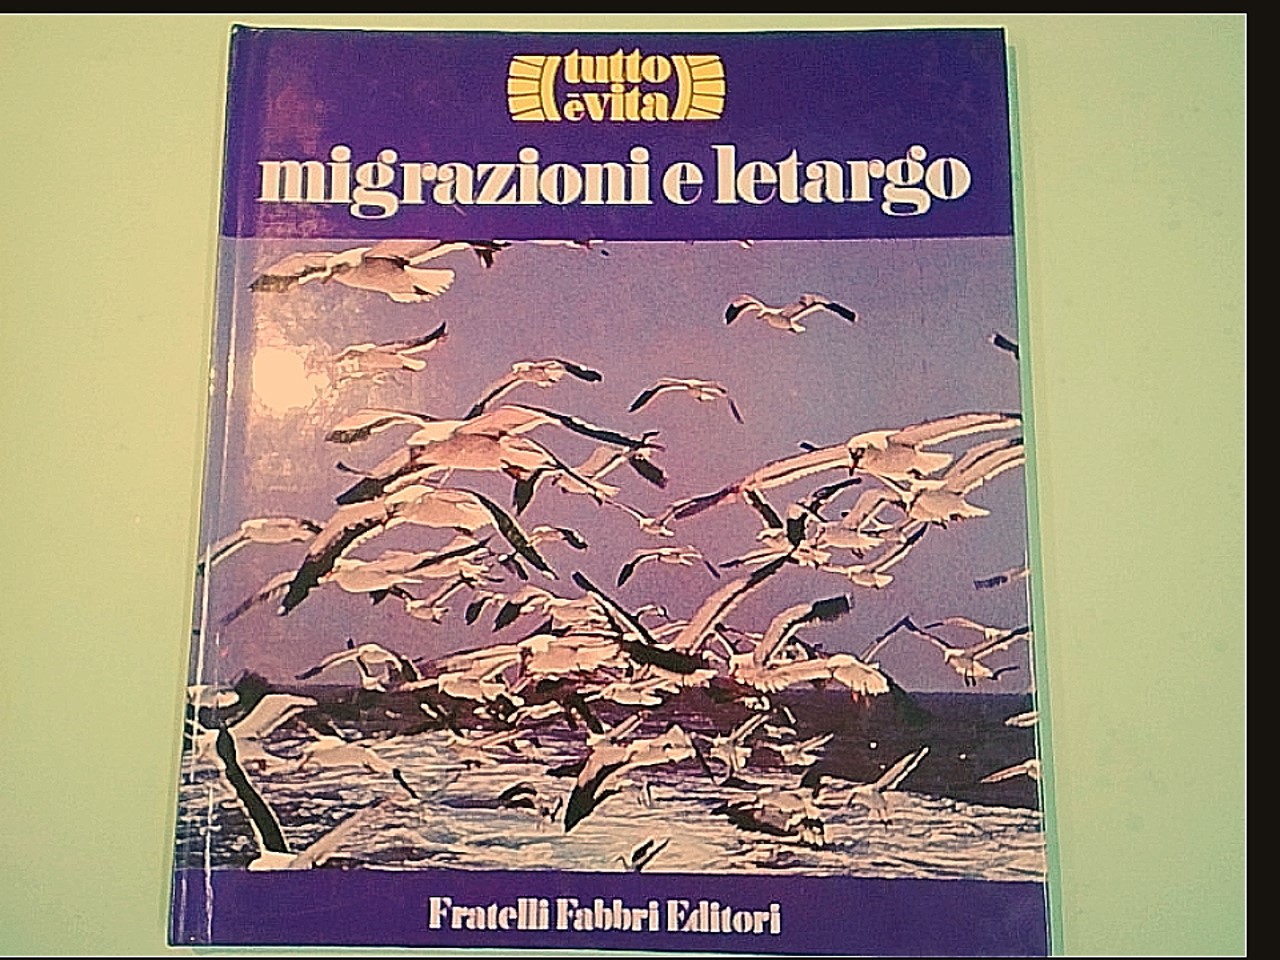 tutto
è vita
migrazioni e letargo
Fratelli Fabbri Editori